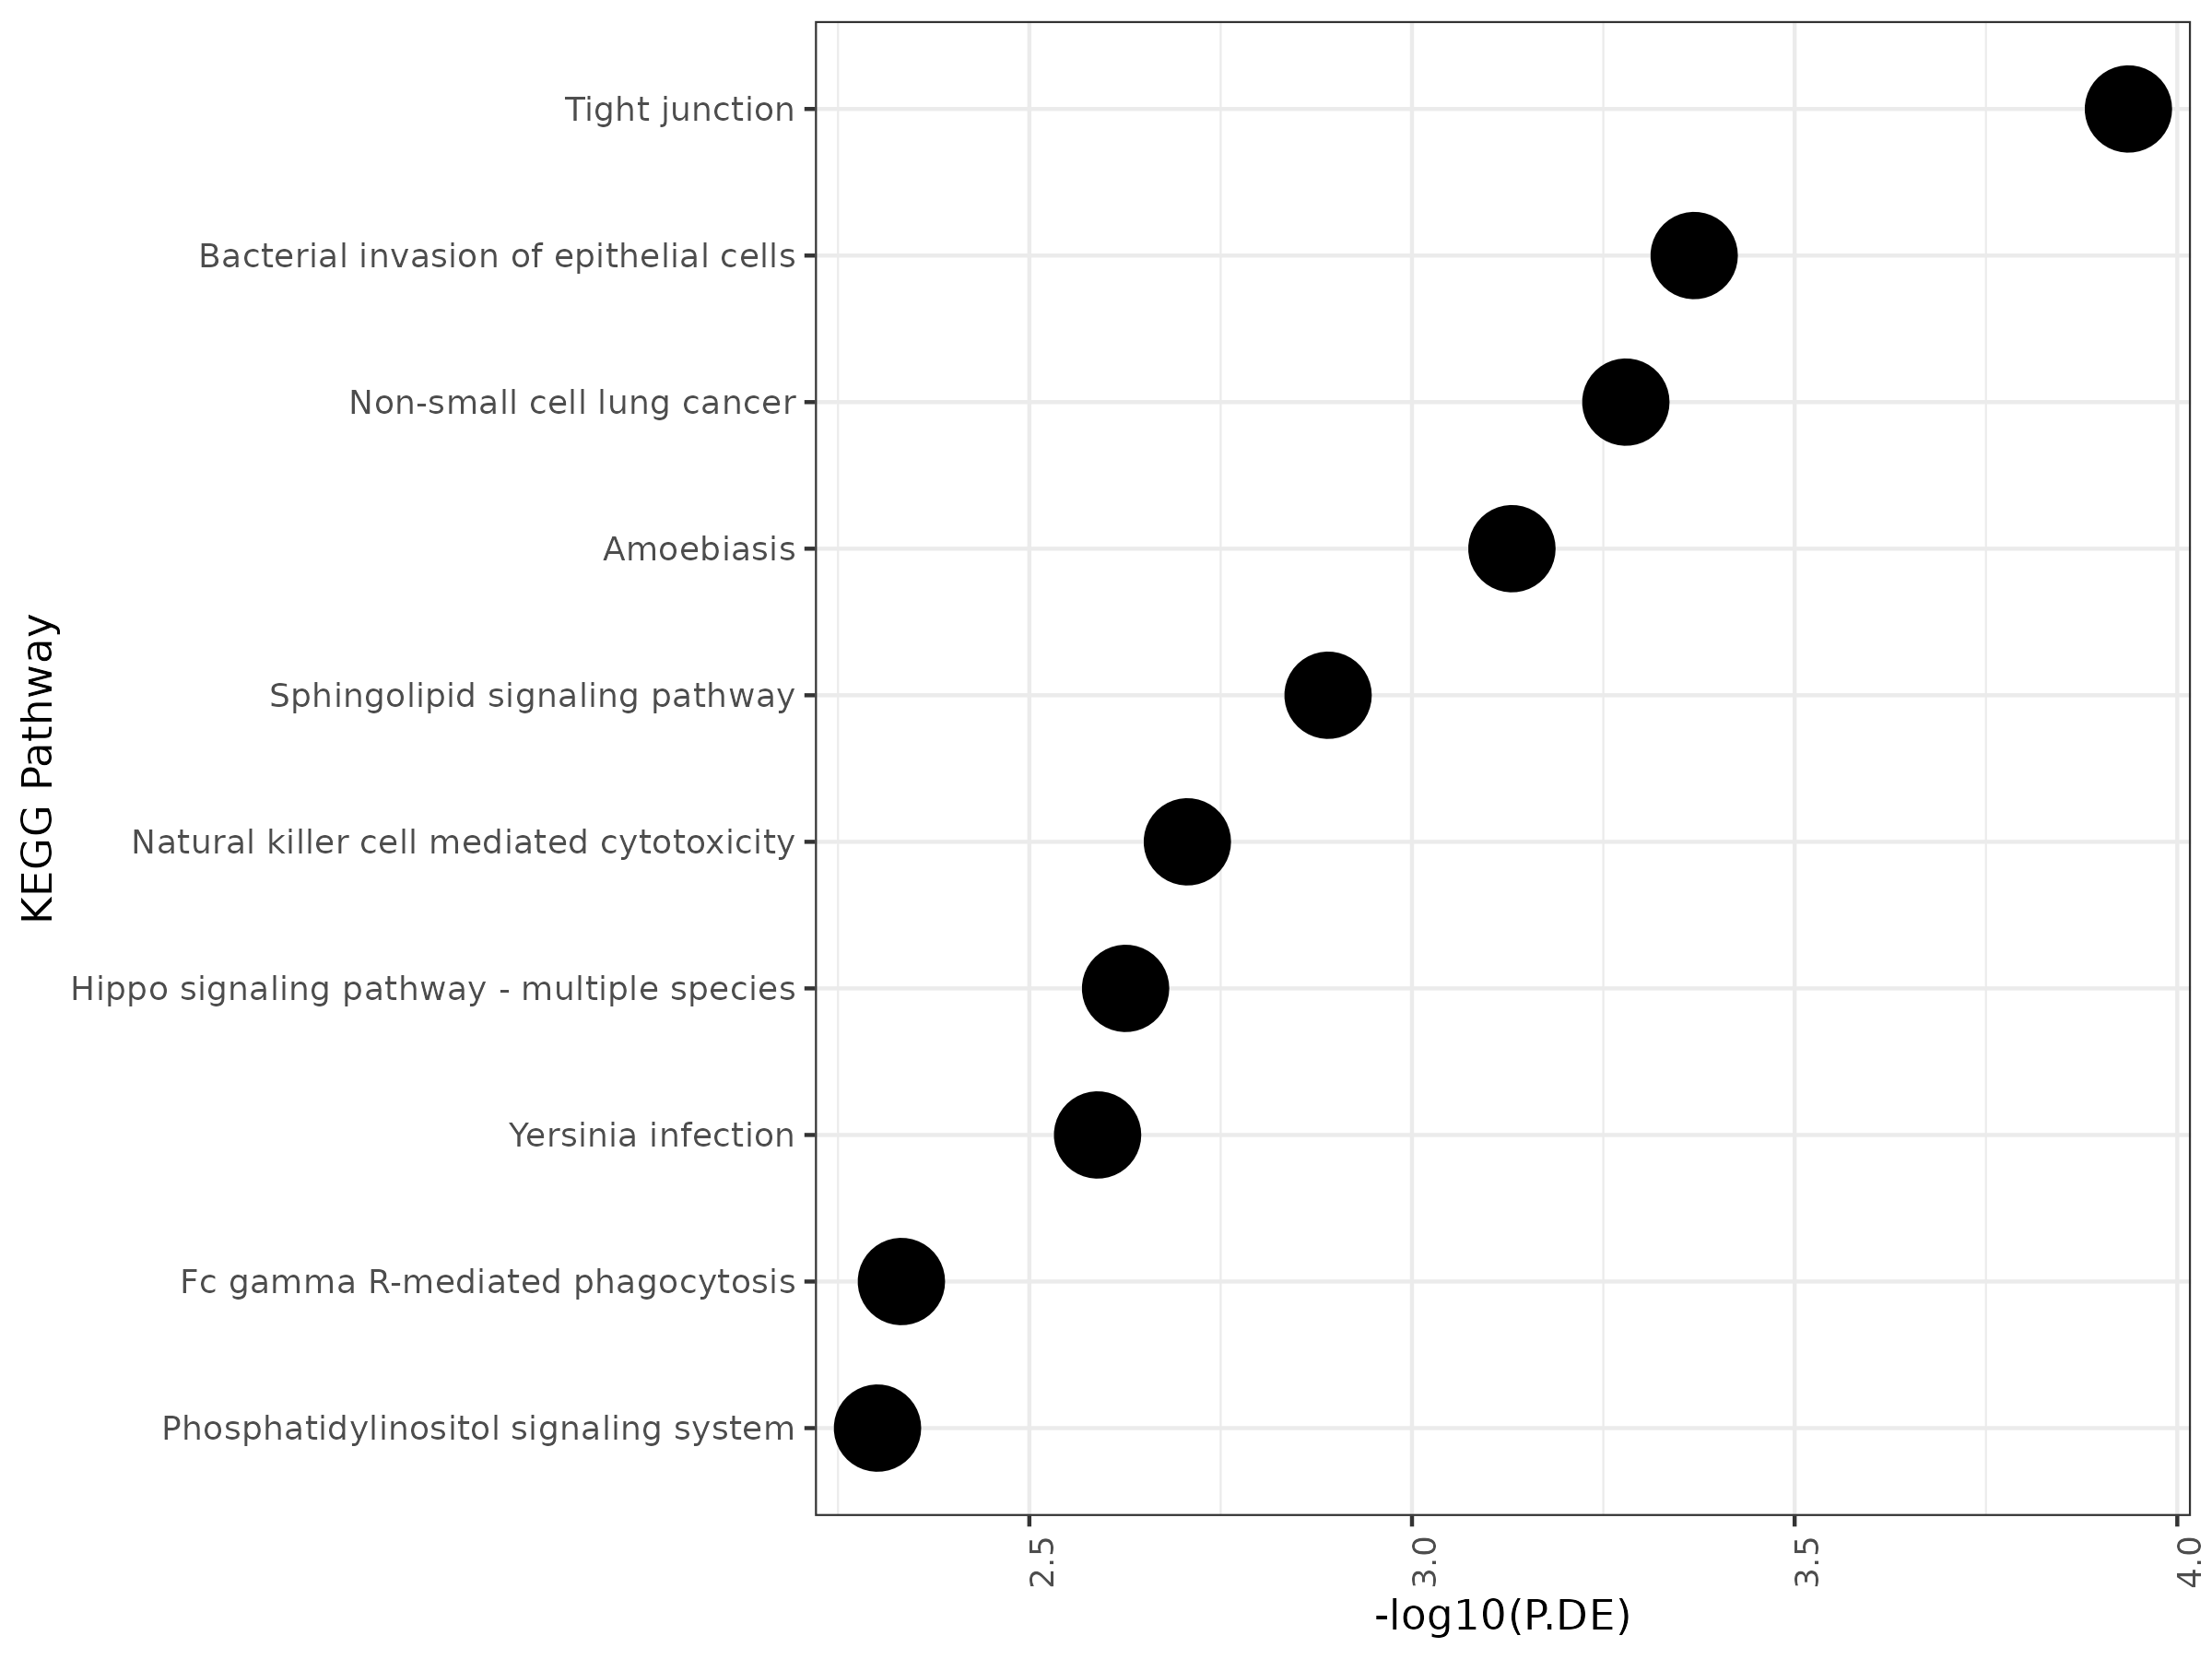 KEGG Pathway
Tight junction
Bacterial invasion of epithelial cells
Non-small cell lung cancer
Amoebiasis
Sphingolipid signaling pathway
Natural killer cell mediated cytotoxicity
Hippo signaling pathway - multiple species
Yersinia infection
Fc gamma R-mediated phagocytosis
Phosphatidylinositol signaling system
2.5
3.0
3.5
4.0
-log10(P.DE)